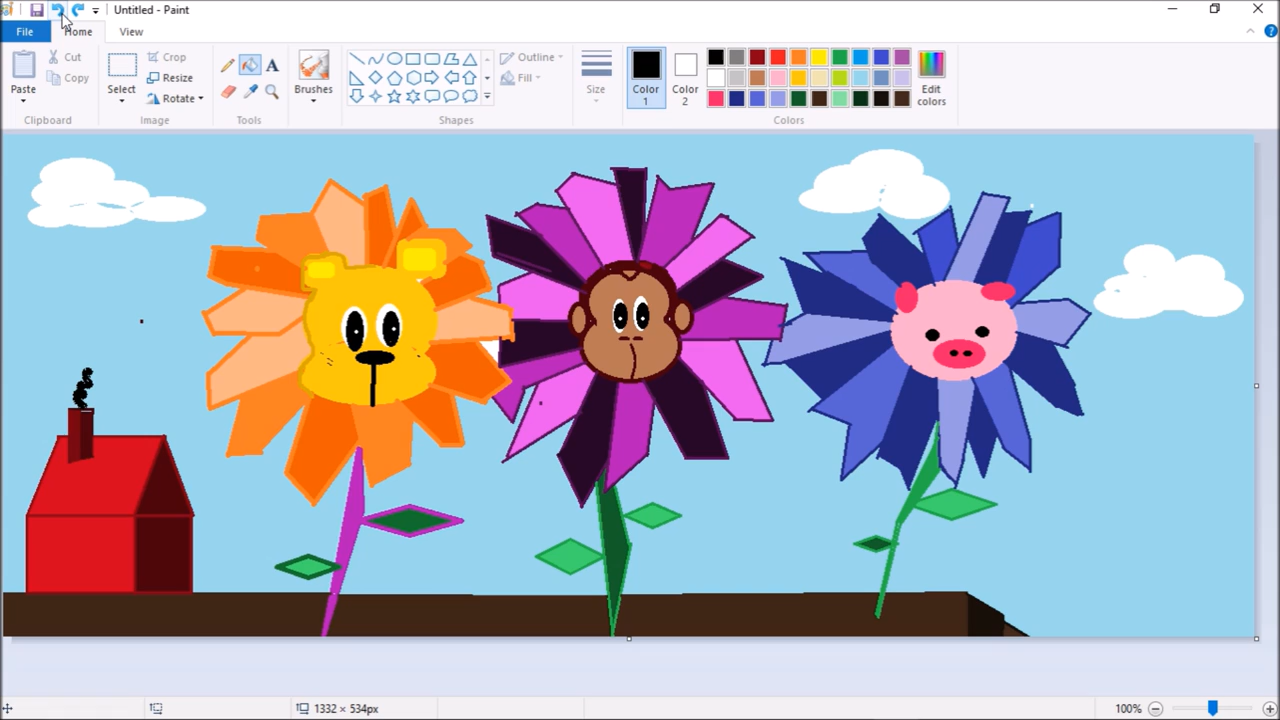 Untitled - Paint
File Home View
Paste
Cut
Copy
Clipboard
Select
Crop
Resize
Rotate
Image
A
Tools
Brushes
Outline
Fill
Shapes
Size
Color 1
Color 2
Edit colors
Colors
1332 × 534px
100%